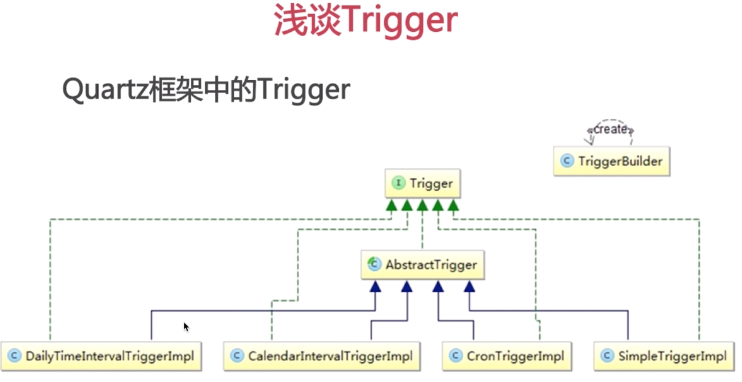 浅谈Trigger
Quartz框架中的Trigger
«create»
C TriggerBuilder
I Trigger
C AbstractTrigger
C DailyTimeIntervalTriggerImpl
C CalendarIntervalTriggerImpl
C CronTriggerImpl
C SimpleTriggerImpl